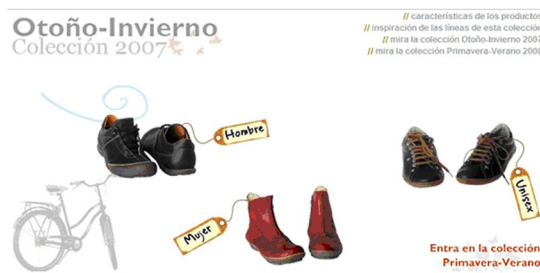 Otoño-Invierno
Colección 2007
// características de los productos
// inspiración de las líneas de esta colección
// mira la colección Otoño-Invierno 2007
// mira la colección Primavera-Verano 2008
Hombre
Mujer
Unisex
Entra en la colección
Primavera-Verano